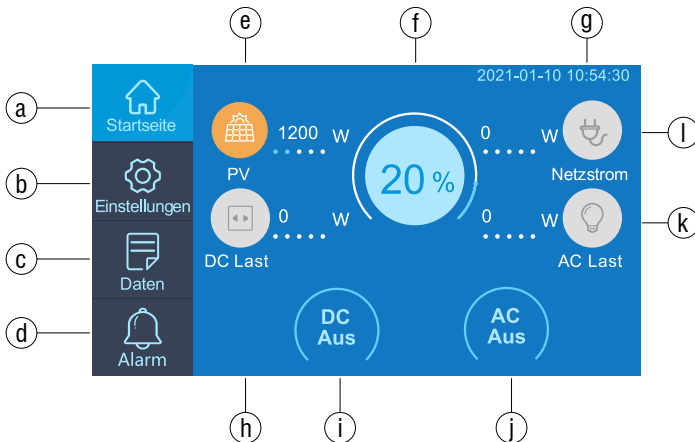 e f g
2021-01-10 10:54:30
a Startseite
1200 W
0 W
l
PV
20 %
Netzstrom
b Einstellungen
0 W
0 W
k
DC Last
AC Last
c Daten
d Alarm
DC
Aus
AC
Aus
h i j